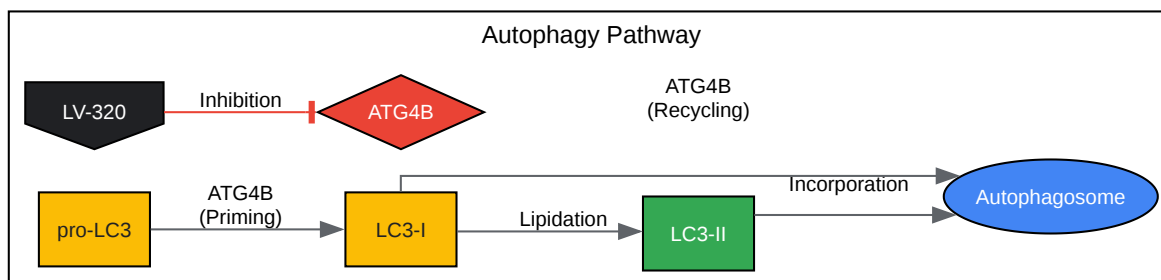 Autophagy Pathway
LV-320
Inhibition
ATG4B
ATG4B
(Recycling)
pro-LC3
ATG4B
(Priming)
LC3-I
Lipidation
LC3-II
Incorporation
Autophagosome